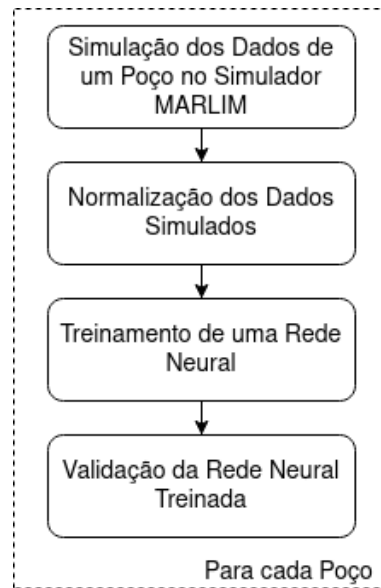 Simulação dos Dados de
um Poço no Simulador
MARLIM
Normalização dos Dados
Simulados
Treinamento de uma Rede
Neural
Validação da Rede Neural
Treinada
Para cada Poço